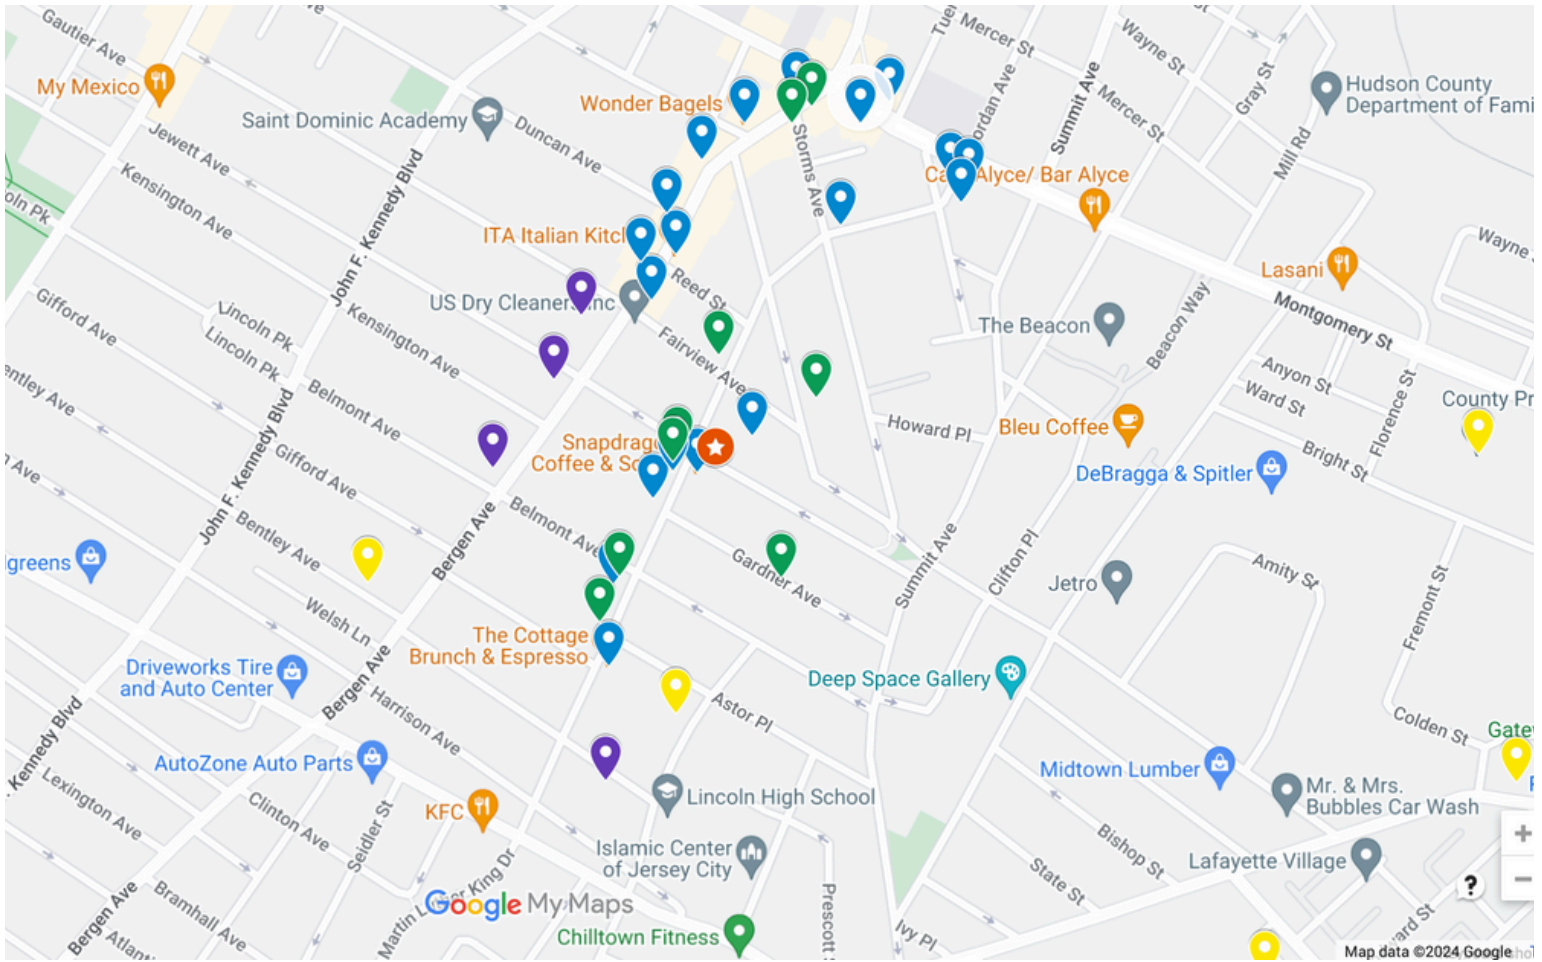 Gautier Ave
My Mexico
Saint Dominic Academy
Duncan Ave
Wonder Bagels
Mercer St
Wayne St
Mercer St
Gray St
Summit Ave
Mill Rd
Hudson County
Department of Fami
Jewett Ave
Kensington Ave
John F. Kennedy Blvd
Storms Ave
Alyce/ Bar Alyce
ITA Italian Kitc
Reed St
Wayne
Lasani
Montgomery St
US Dry Cleaners Inc
The Beacon
Beacon Way
Gifford Ave
Lincoln Pk
Lincoln Pk
Kensington Ave
Fairview Ave
Anyon St
Ward St
Florence St
County Pr
Belmont Ave
Howard Pl
Bleu Coffee
Bright St
DeBragga & Spitler
Snapdrag
Coffee & So
John F. Kennedy Blvd
Gifford Ave
Bergen Ave
Belmont Ave
Bentley Ave
Gardner Ave
Summit Ave
Clifton Pl
Jetro
Amity St
Fremont St
lgreens
Welsh Ln
The Cottage
Brunch & Espresso
Driveworks Tire
and Auto Center
Bergen Ave
Harrison Ave
Deep Space Gallery
Astor Pl
Colden St
Kennedy Blvd
AutoZone Auto Parts
Midtown Lumber
Mr. & Mrs.
Bubbles Car Wash
Lexington Ave
Clinton Ave
Seidler St
KFC
Lincoln High School
Bishop St
State St
Islamic Center
of Jersey City
Lafayette Village
+
−
?
Bergen Ave
Bramhall Ave
Google My Maps
Chilltown Fitness
Prescott
Ivy Pl
Map data ©2024 Google